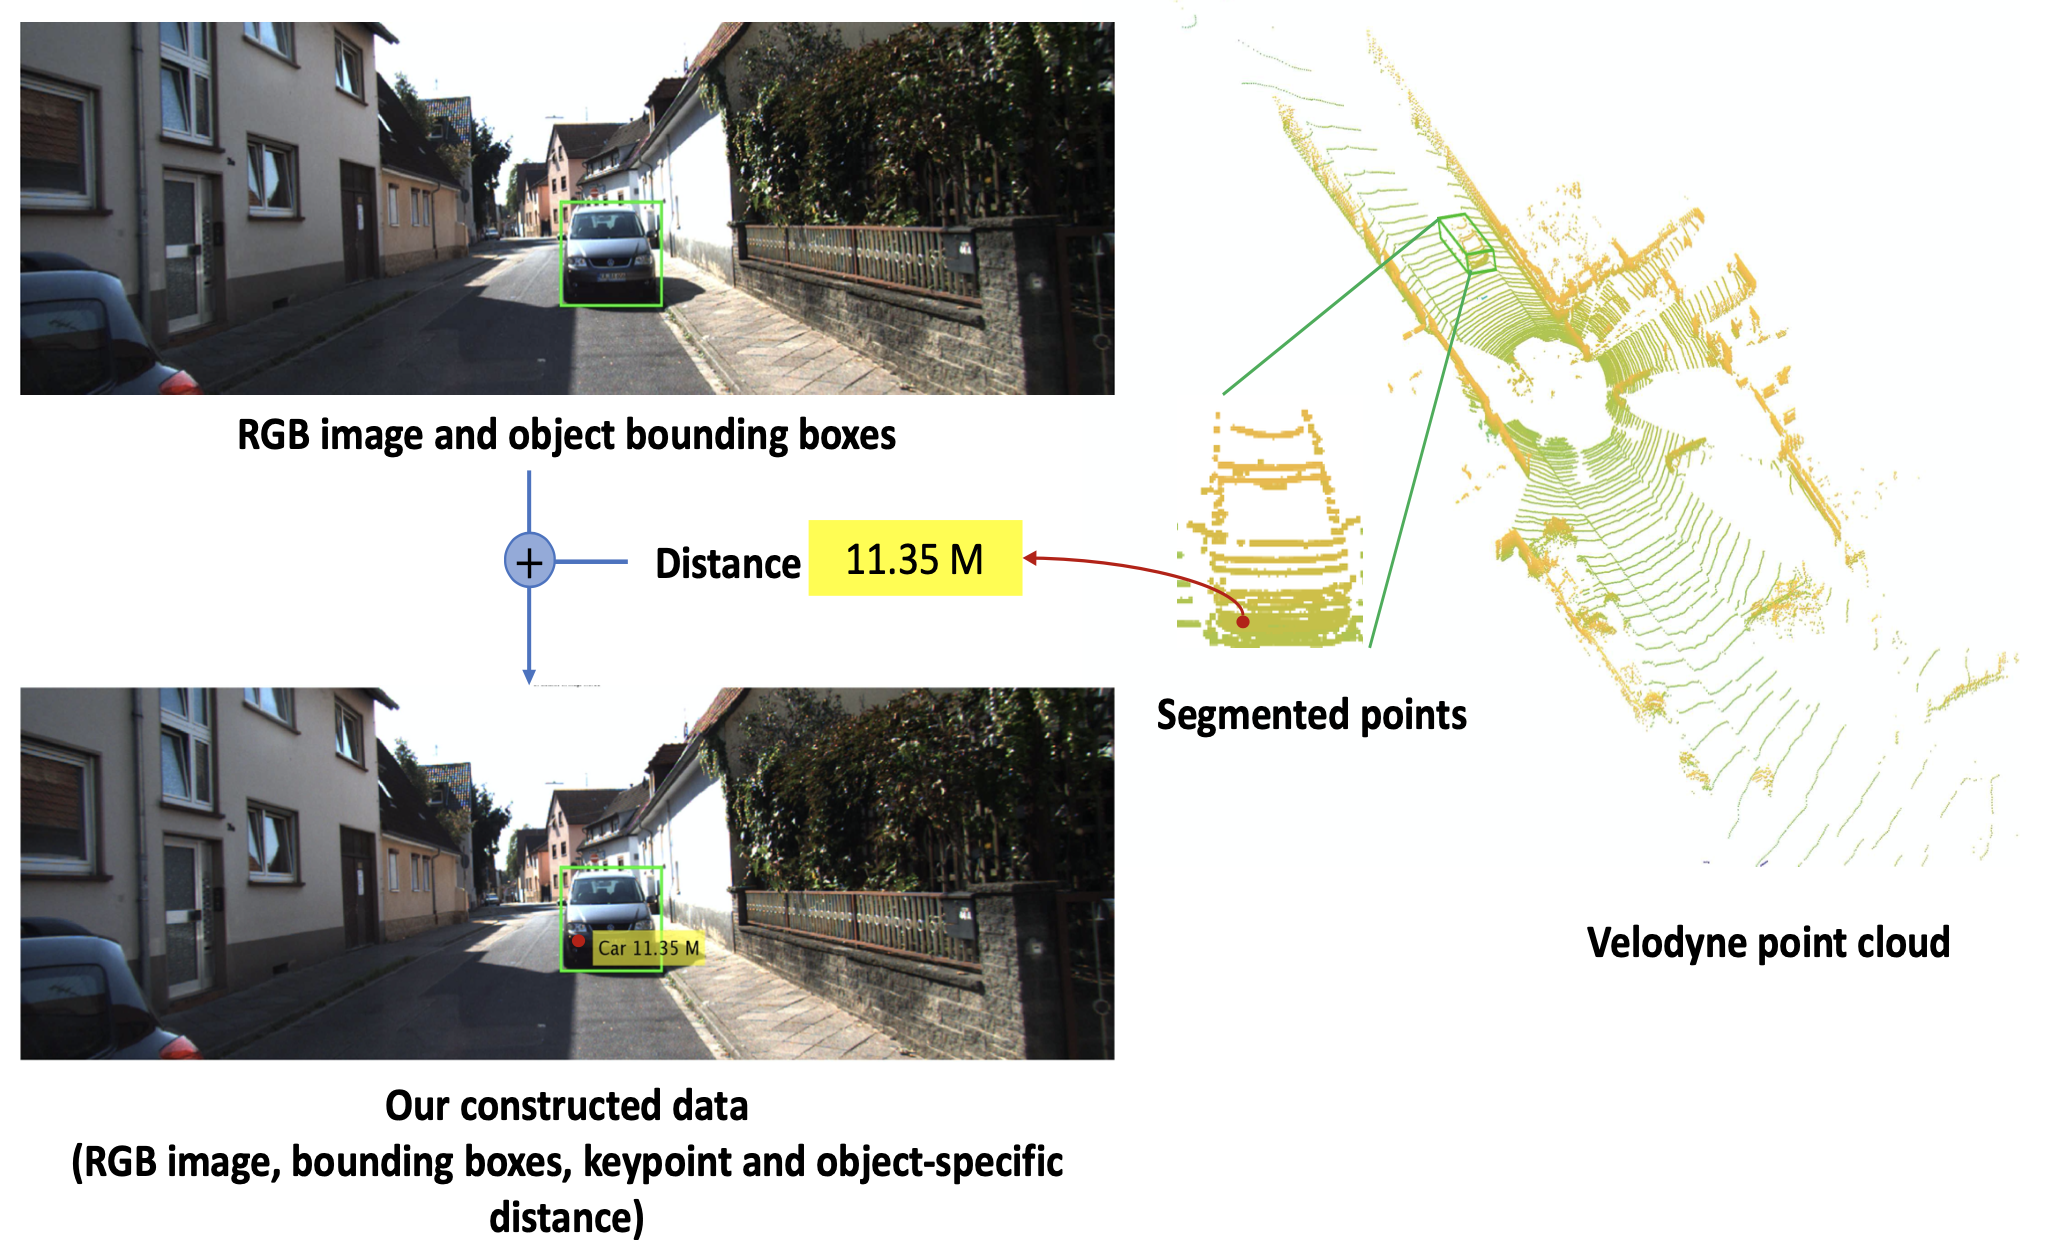 RGB image and object bounding boxes
+
Distance 11.35 M
Segmented points
Velodyne point cloud
Car 11.35 M
Our constructed data
(RGB image, bounding boxes, keypoint and object-specific
distance)